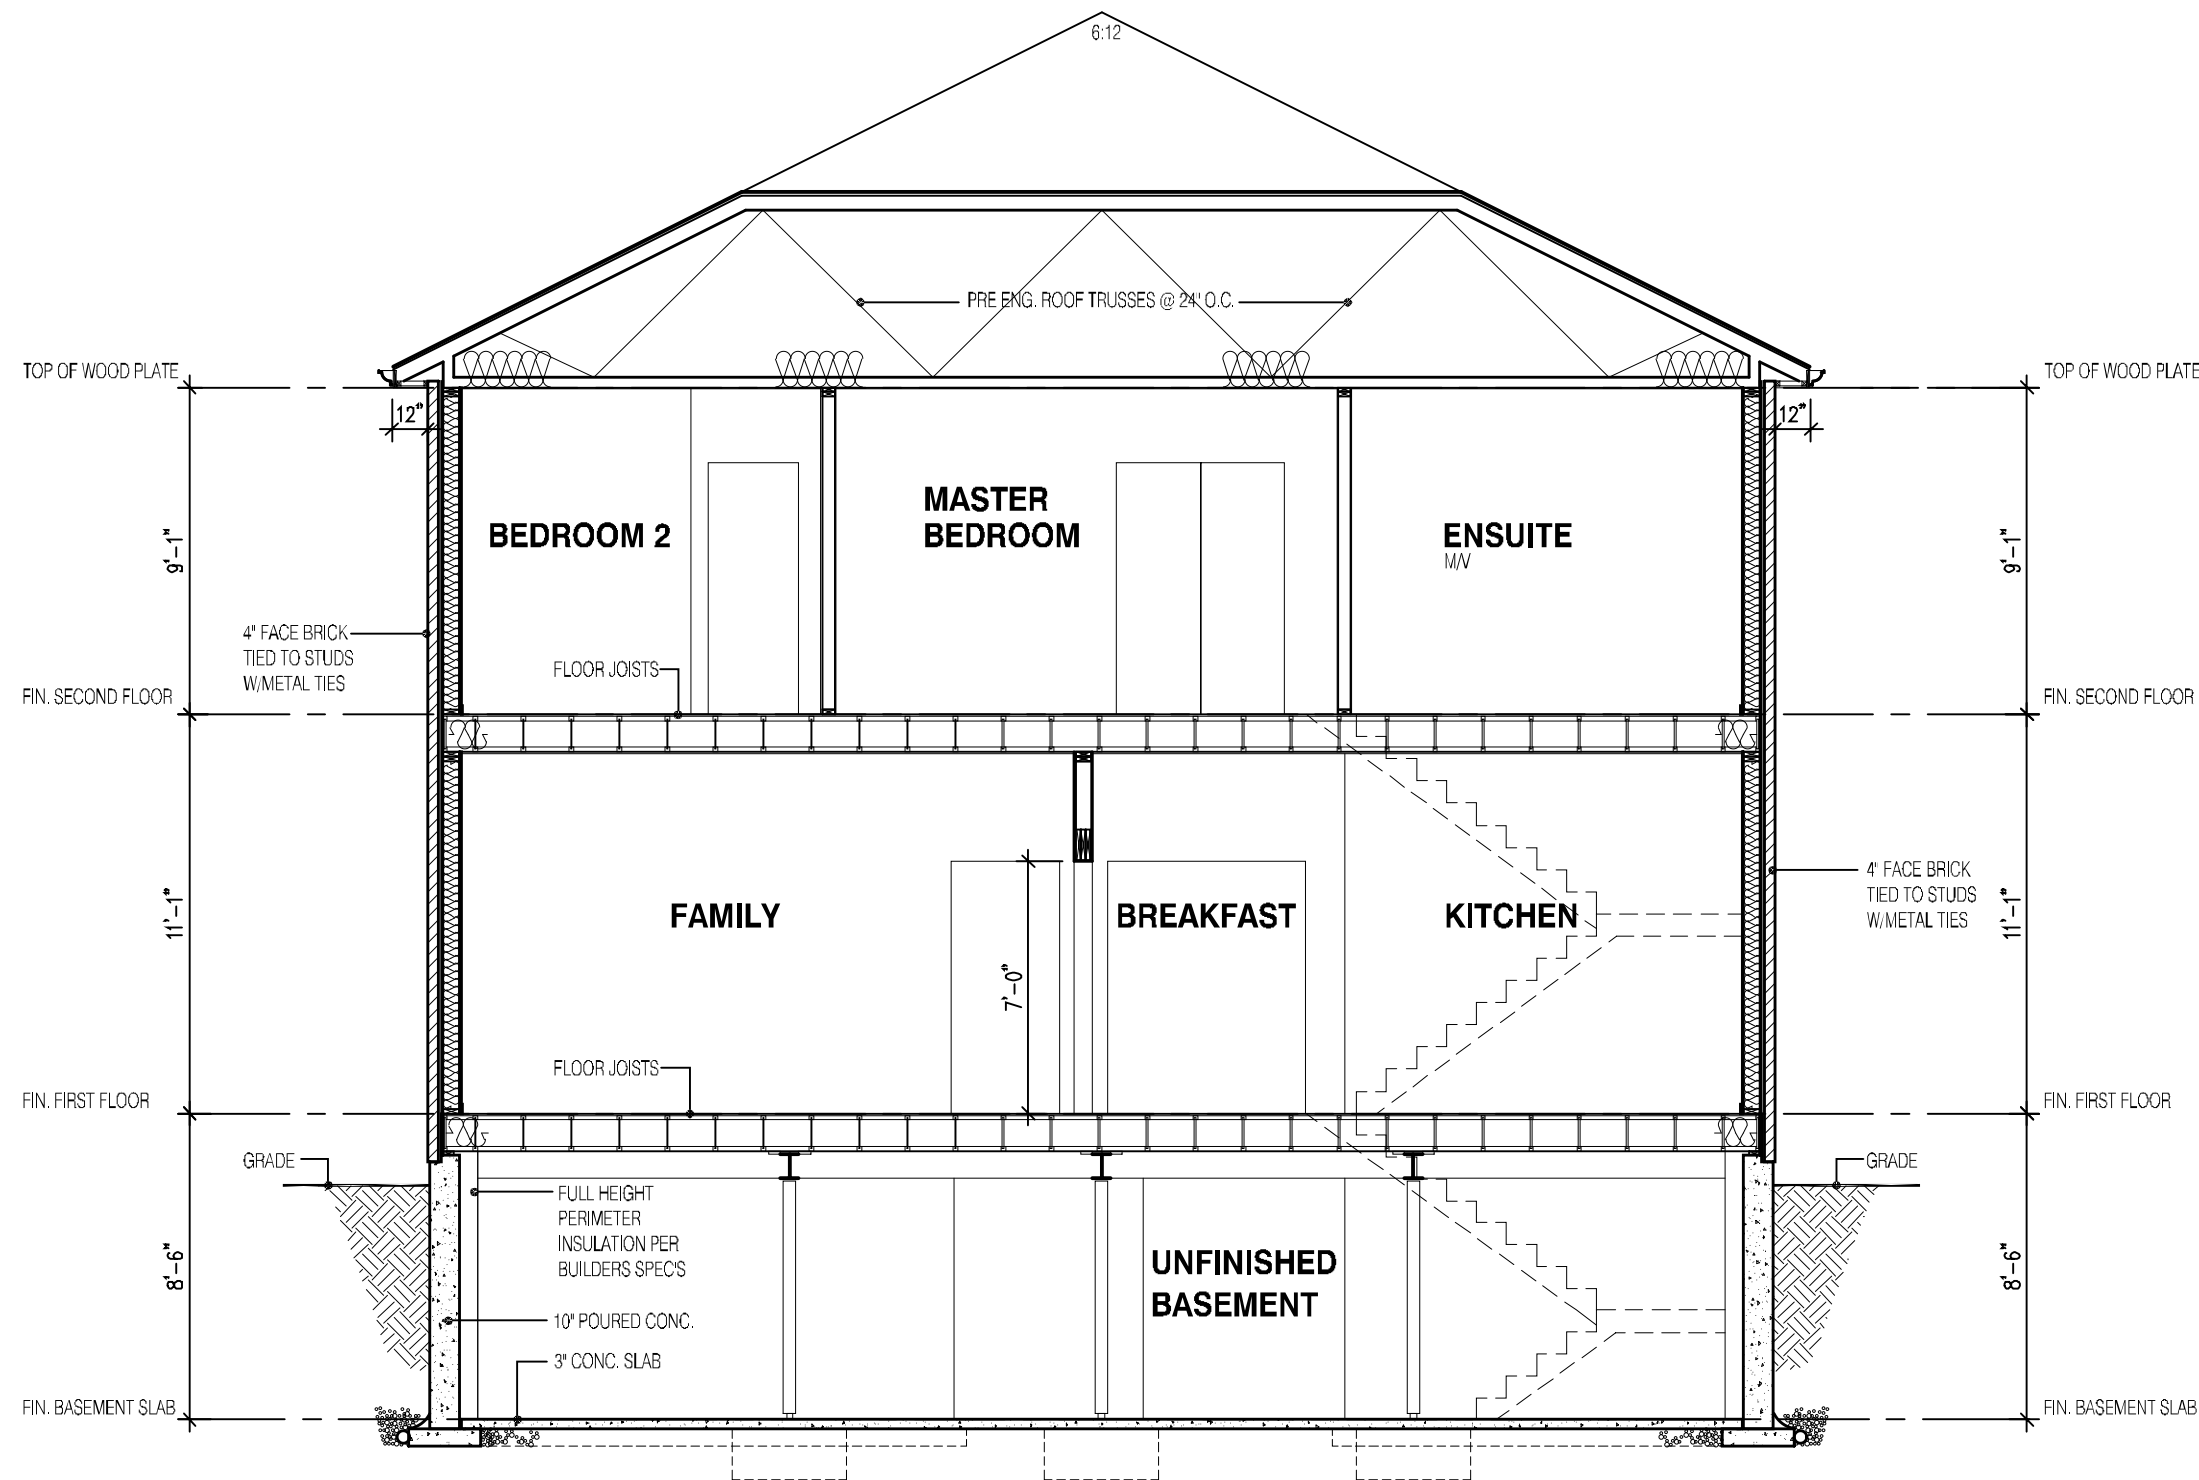 6:12
PRE ENG. ROOF TRUSSES @ 24" O.C.
TOP OF WOOD PLATE
TOP OF WOOD PLATE
12"
12"
MASTER
BEDROOM
BEDROOM 2
ENSUITE
M/V
9'-1"
9'-1"
4" FACE BRICK
TIED TO STUDS
W/METAL TIES
FLOOR JOISTS
FIN. SECOND FLOOR
FIN. SECOND FLOOR
4" FACE BRICK
TIED TO STUDS
W/METAL TIES
FAMILY
BREAKFAST
KITCHEN
11'-1"
11'-1"
7'-0"
FLOOR JOISTS
FIN. FIRST FLOOR
FIN. FIRST FLOOR
GRADE
GRADE
FULL HEIGHT
PERIMETER
INSULATION PER
BUILDERS SPEC'S
8'-6"
8'-6"
UNFINISHED
BASEMENT
10" POURED CONC.
3" CONC. SLAB
FIN. BASEMENT SLAB
FIN. BASEMENT SLAB